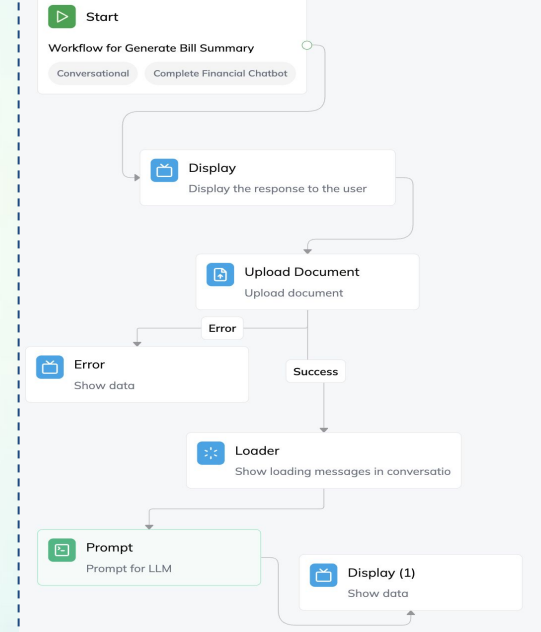 Start
Workflow for Generate Bill Summary
Conversational Complete Financial Chatbot
Display
Display the response to the user
Upload Document
Upload document
Error
Error
Show data
Success
Loader
Show loading messages in conversatio
Prompt
Prompt for LLM
Display (1)
Show data